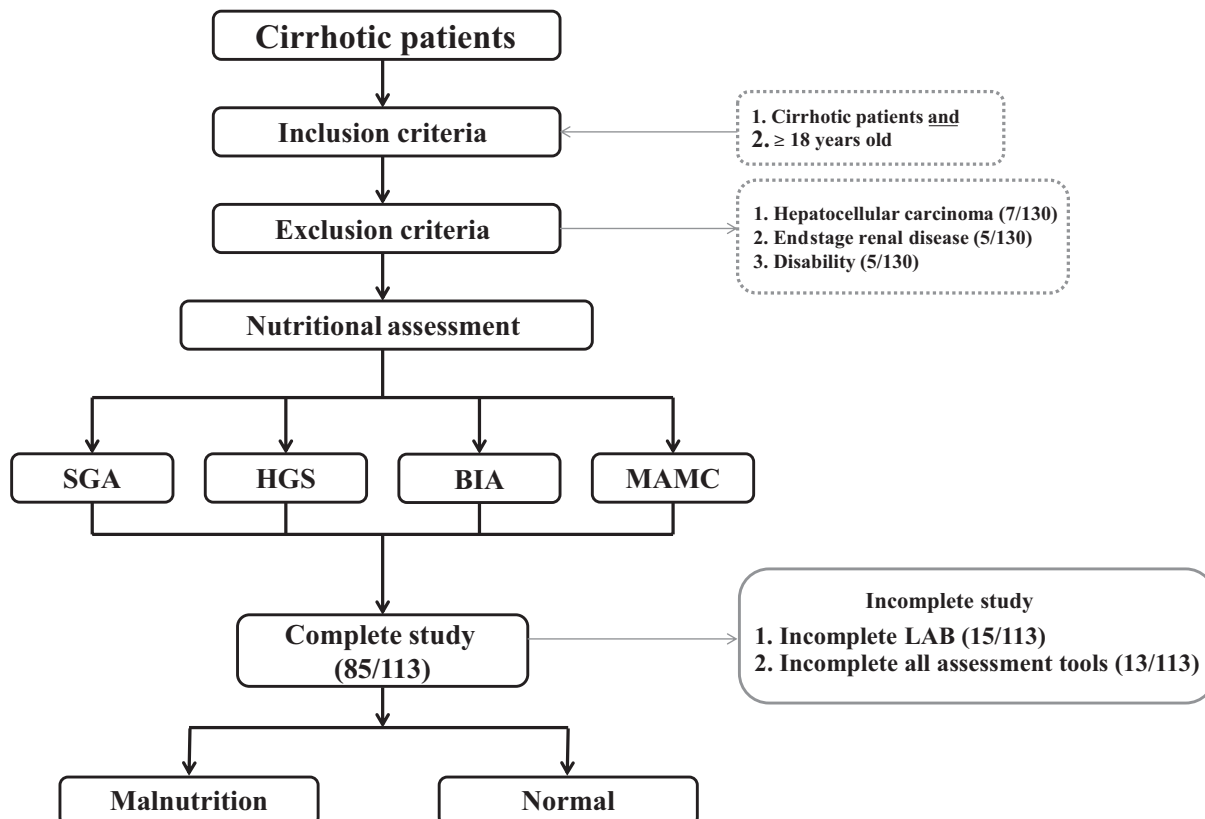 Cirrhotic patients
Inclusion criteria
1. Cirrhotic patients and
2. ≥ 18 years old
Exclusion criteria
1. Hepatocellular carcinoma (7/130)
2. Endstage renal disease (5/130)
3. Disability (5/130)
Nutritional assessment
SGA
HGS
BIA
MAMC
Complete study
(85/113)
Incomplete study
1. Incomplete LAB (15/113)
2. Incomplete all assessment tools (13/113)
Malnutrition
Normal